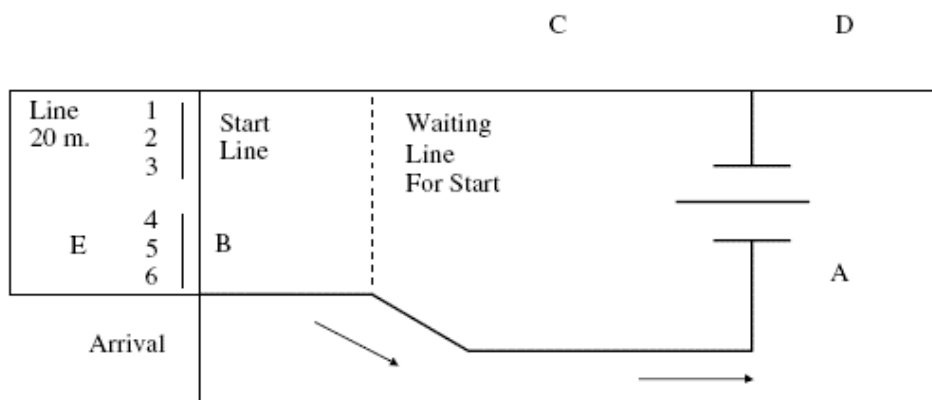 C
D
Line
20 m.
1
2
3
Start
Line
Waiting
Line
For Start
E
4
5
6
B
A
Arrival